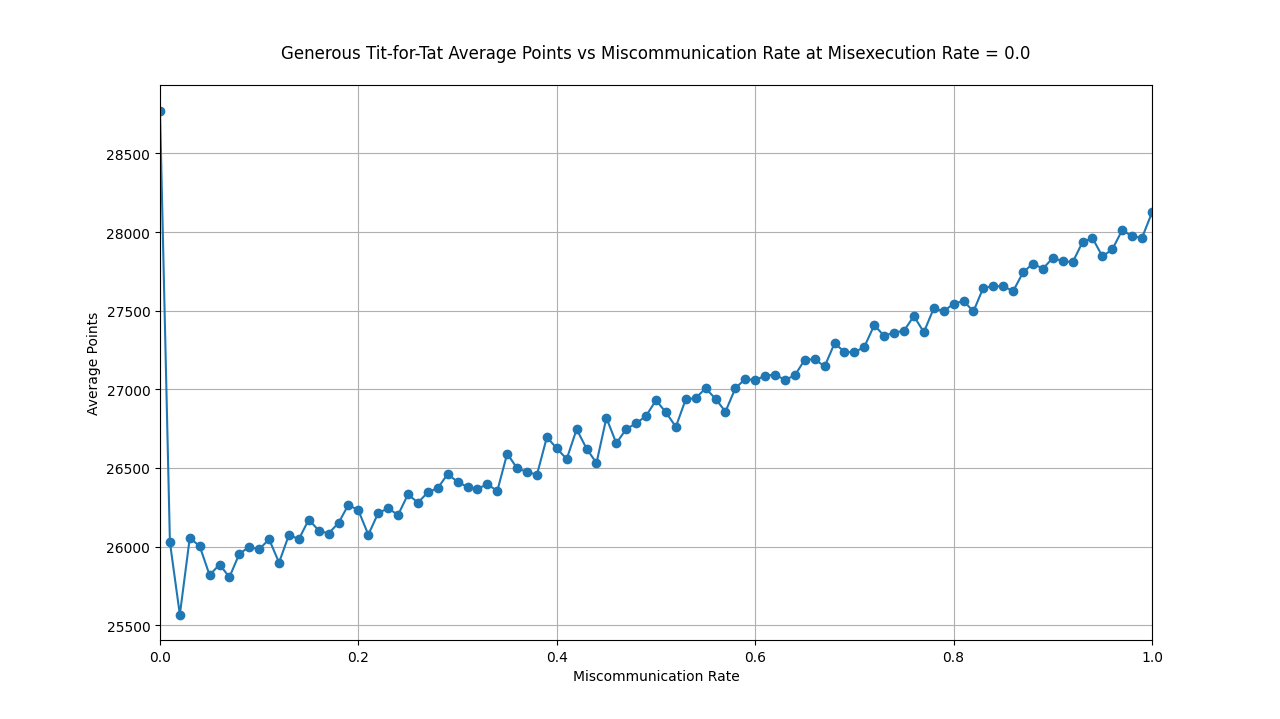 Generous Tit-for-Tat Average Points vs Miscommunication Rate at Misexecution Rate = 0.0
28500
28000
27500
27000
26500
26000
25500
Average Points
0.0 0.2 0.4 0.6 0.8 1.0
Miscommunication Rate